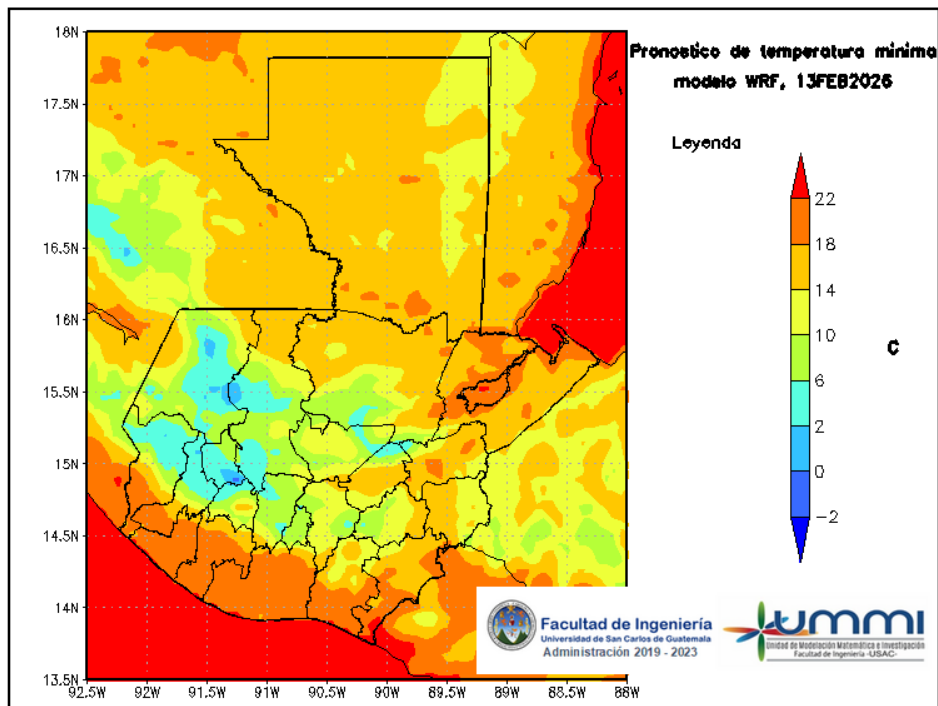 Pronostico de temperatura minima
modelo WRF, 13FEB2026
Leyenda
22
18
14
10
6
2
0
−2
C
18N
17.5N
17N
16.5N
16N
15.5N
15N
14.5N
14N
13.5N
92.5W 92W 91.5W 91W 90.5W 90W 89.5W 89W 88.5W 88W
Facultad de Ingeniería
Universidad de San Carlos de Guatemala
Administración 2019 - 2023
UMMI
Unidad de Modelación Matemática e Investigación
Facultad de Ingeniería -USAC-